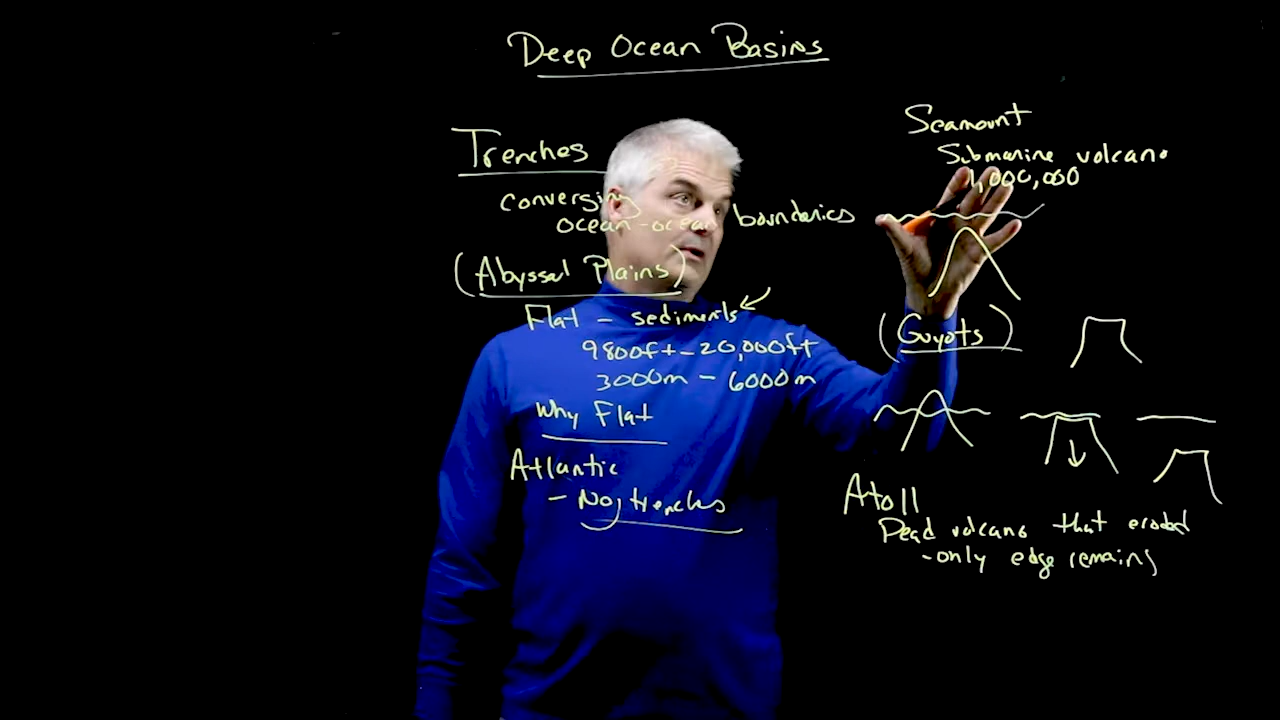 Deep Ocean Basins
Trenches
converging
ocean-ocean boundaries
(Abyssal Plains)
Flat - sediments
9800ft - 20,000ft
3000m - 6000m
Why Flat
Atlantic
- No trenches
Seamount
Submarine volcano
1,000,000
(Guyots)
Atoll
Dead volcano that eroded
- only edge remains